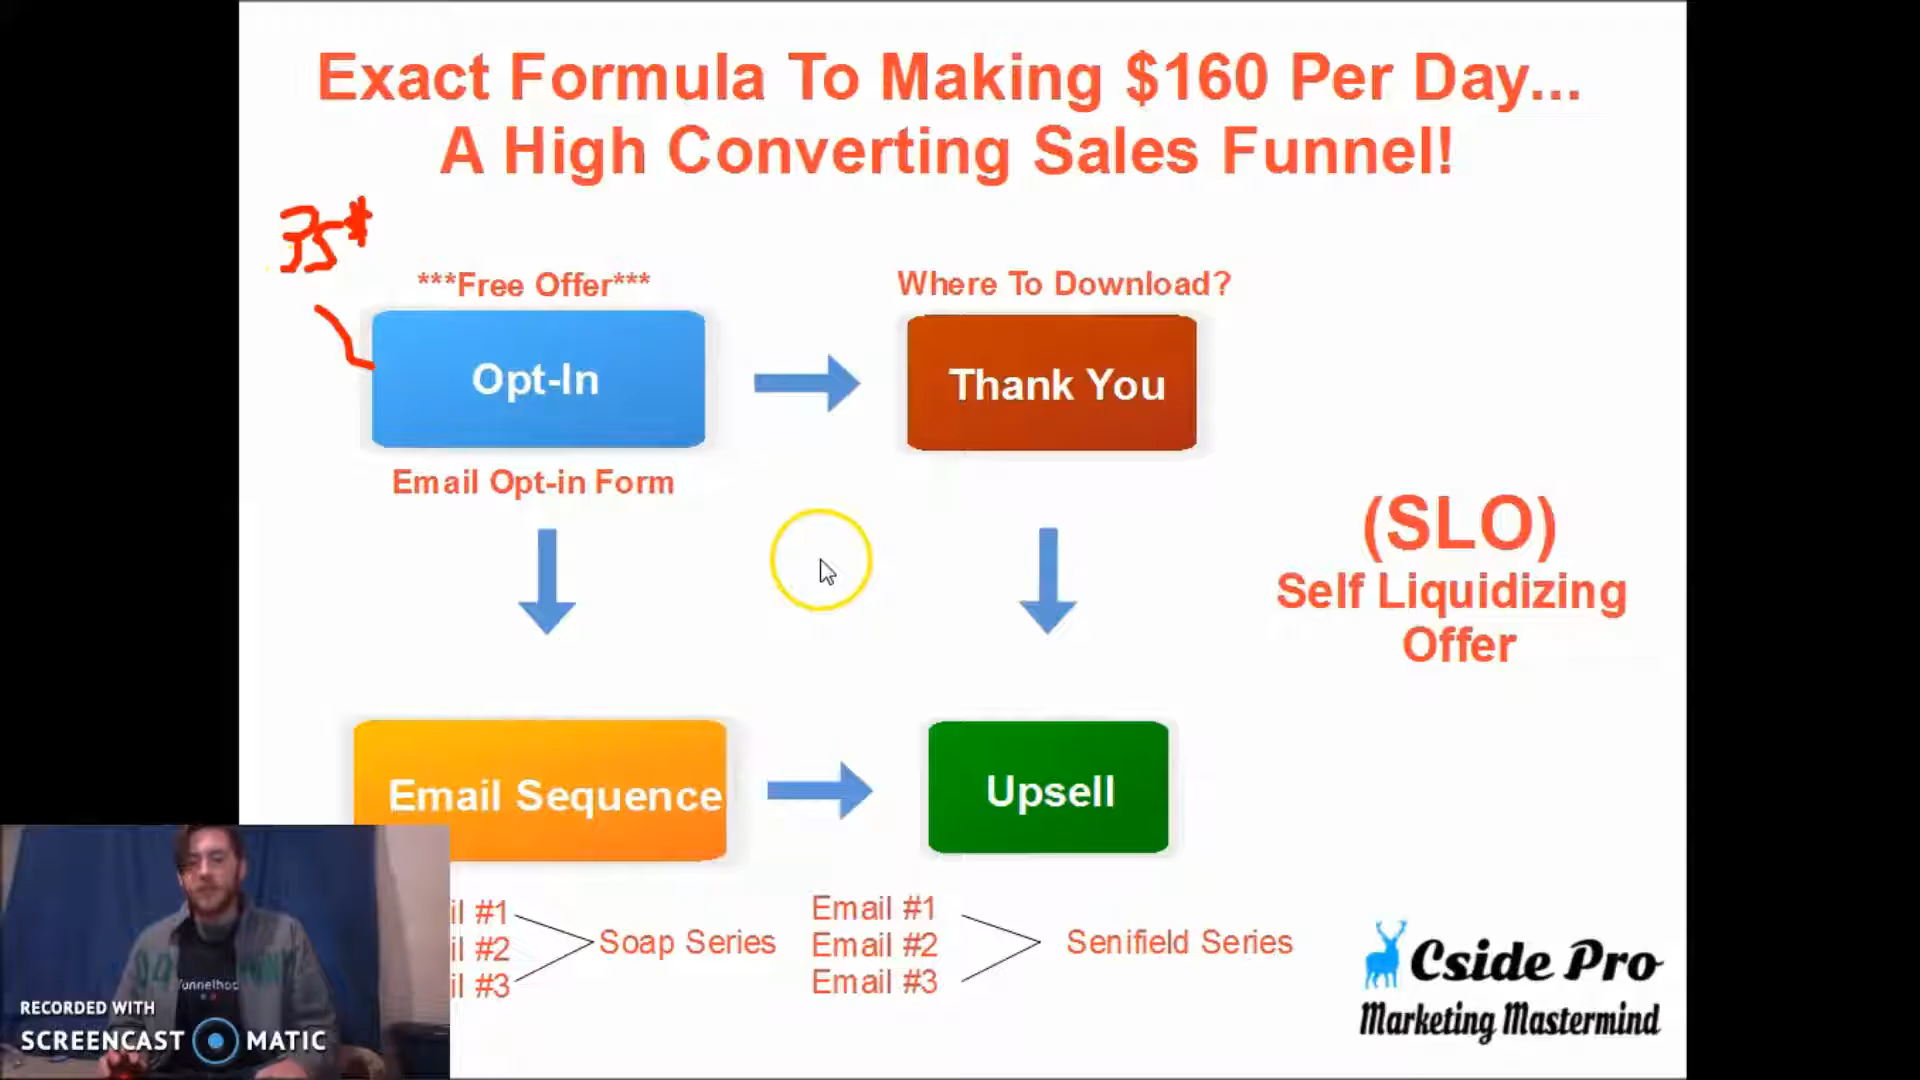 Exact Formula To Making $160 Per Day...
A High Converting Sales Funnel!
35*
***Free Offer***
Where To Download?
Opt-In
Thank You
Email Opt-in Form
(SLO)
Self Liquidizing
Offer
Email Sequence
Upsell
il #1
il #2
il #3
Soap Series
Email #1
Email #2
Email #3
Senifield Series
Cside Pro
Marketing Mastermind
RECORDED WITH
SCREENCAST MATIC